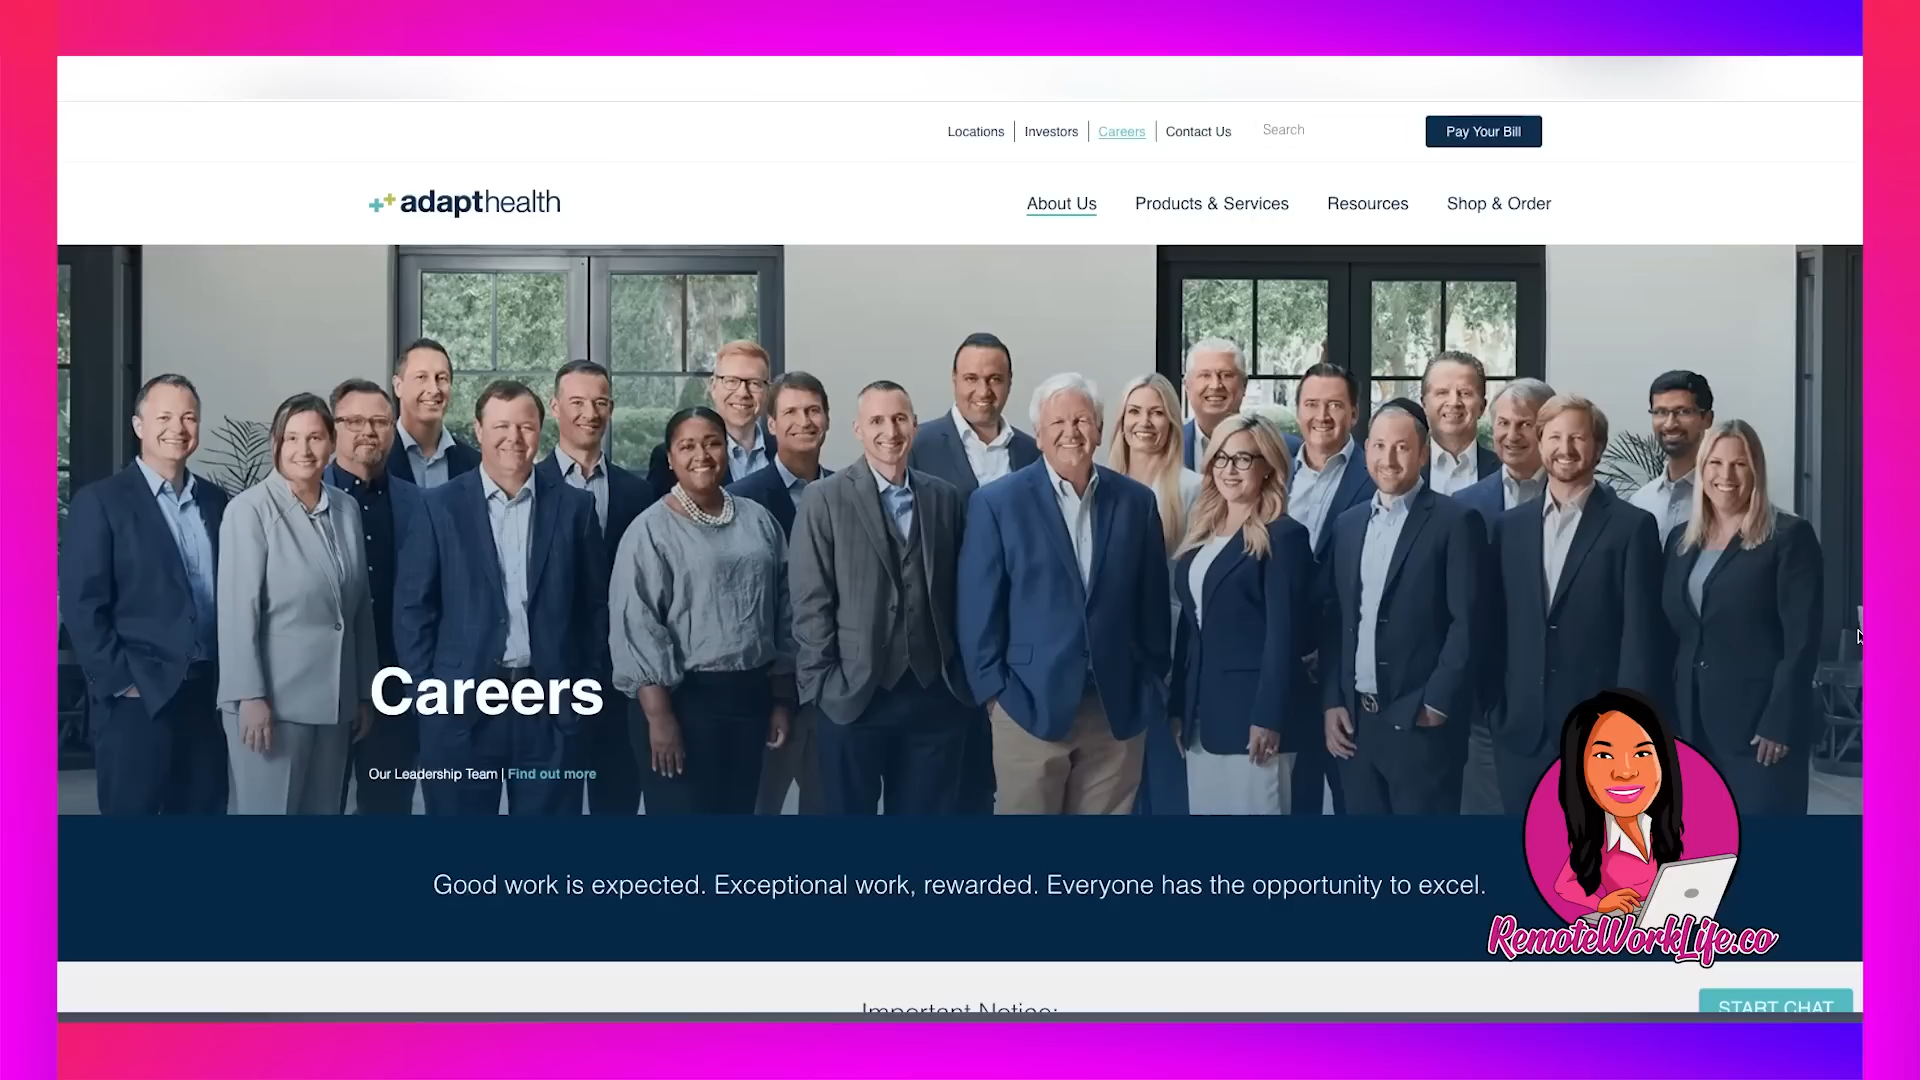 Locations
Investors
Careers
Contact Us
Search
Pay Your Bill
adapthealth
About Us
Products & Services
Resources
Shop & Order
Careers
Our Leadership Team | Find out more
Good work is expected. Exceptional work, rewarded. Everyone has the opportunity to excel.
RemoteWorkLife.co
Important Notice:
START CHAT